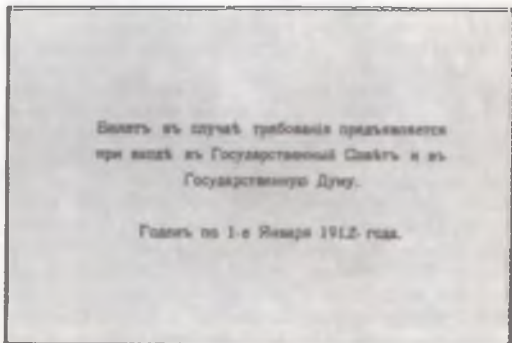 Билетъ въ случаѣ требованія предъявляется
при входѣ въ Государственный Совѣтъ и въ
Государственную Думу.
Годенъ по 1-е Января 1912 года.